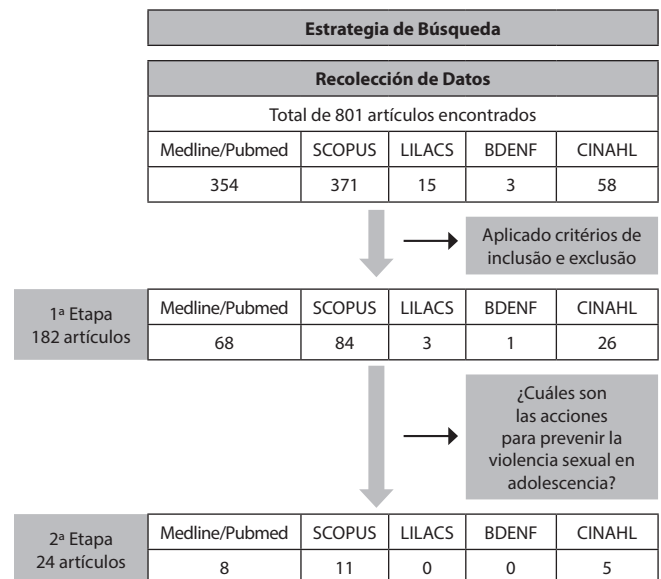 Estrategia de Búsqueda
Recolección de Datos
Total de 801 artículos encontrados
Medline/Pubmed SCOPUS LILACS BDENF CINAHL
354 371 15 3 58
Aplicado critérios de
inclusão e exclusão
1ª Etapa
182 artículos
Medline/Pubmed SCOPUS LILACS BDENF CINAHL
68 84 3 1 26
¿Cuáles son
las acciones
para prevenir la
violencia sexual en
adolescencia?
2ª Etapa
24 artículos
Medline/Pubmed SCOPUS LILACS BDENF CINAHL
8 11 0 0 5